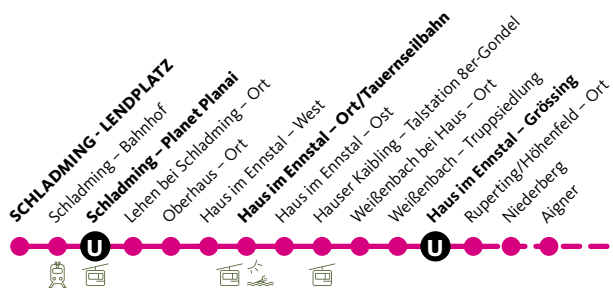 SCHLADMING - LENDPLATZ
Schladming – Bahnhof
Schladming – Planet Planai
Lehen bei Schladming – Ort
Oberhaus – Ort
Haus im Ennstal – West
Haus im Ennstal – Ort/Tauernseilbahn
Haus im Ennstal – Ost
Hauser Kaibling – Talstation 8er-Gondel
Weißenbach bei Haus – Ort
Weißenbach – Truppsiedlung
Haus im Ennstal – Grössing
Ruperting/Höhenfeld – Ort
Niederberg
Aigner
U
U